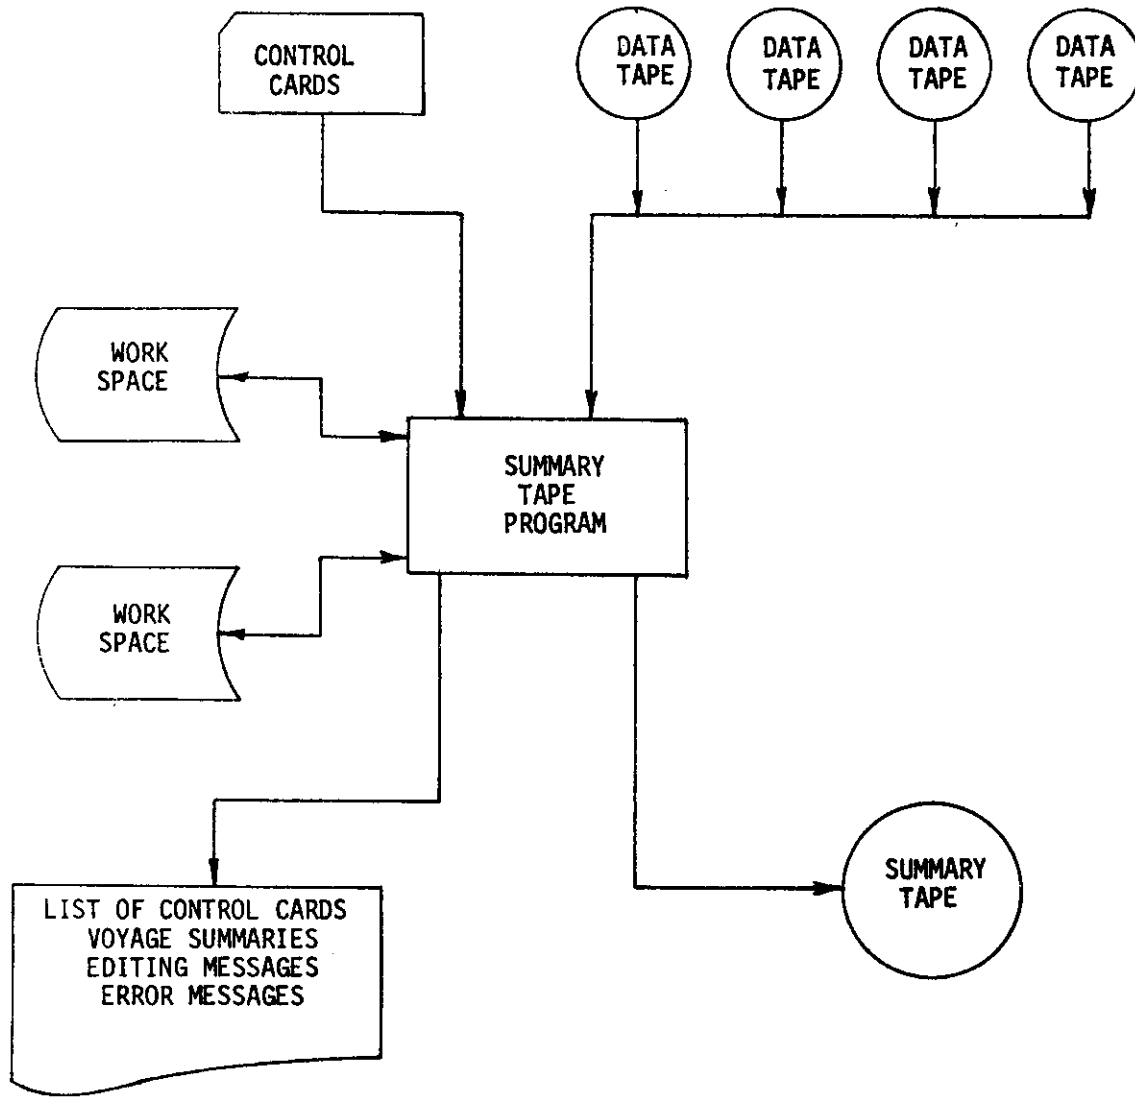 CONTROL
CARDS
DATA
TAPE
DATA
TAPE
DATA
TAPE
DATA
TAPE
WORK
SPACE
SUMMARY
TAPE
PROGRAM
WORK
SPACE
LIST OF CONTROL CARDS
VOYAGE SUMMARIES
EDITING MESSAGES
ERROR MESSAGES
SUMMARY
TAPE